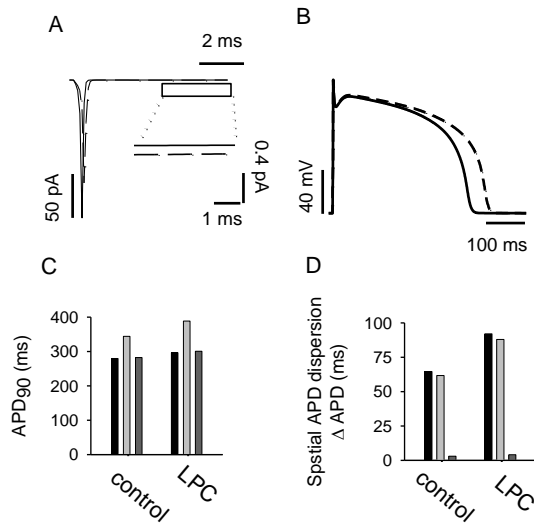 A
2 ms
50 pA
0.4 pA
1 ms
B
40 mV
100 ms
C
APD90 (ms)
400
300
200
100
0
control
LPC
D
Spstial APD dispersion
Δ APD (ms)
100
75
50
25
0
control
LPC